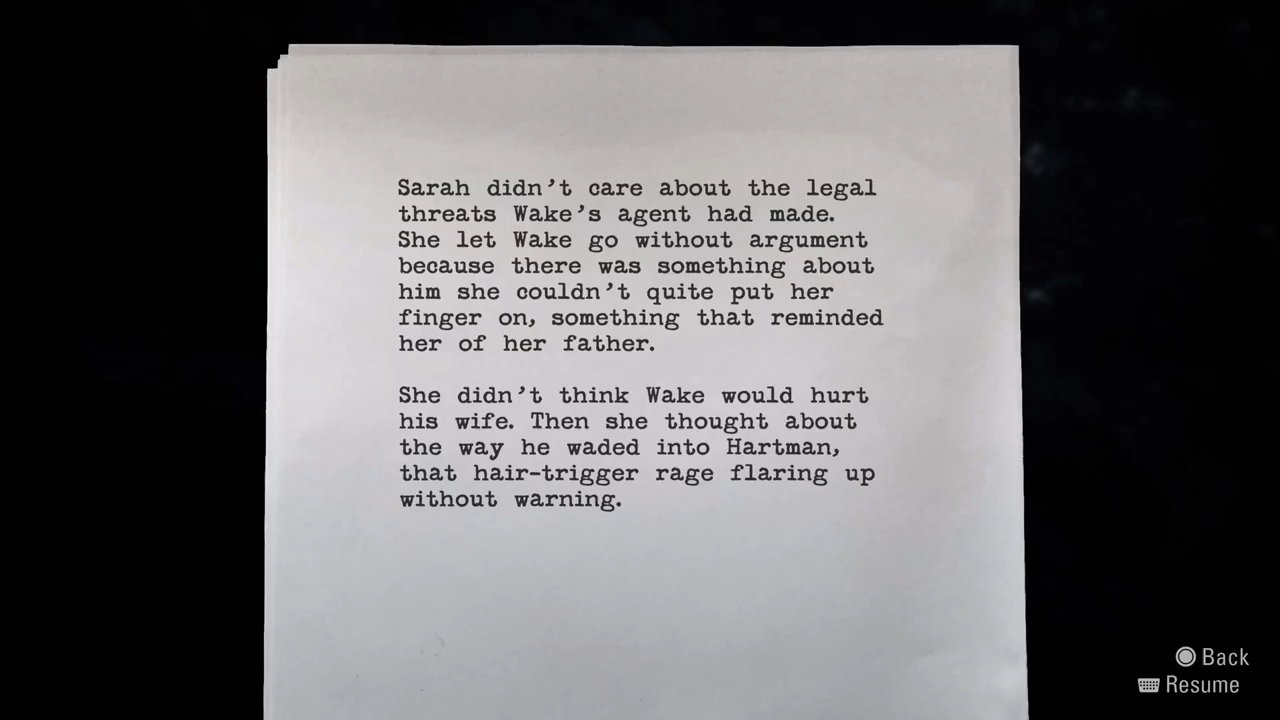 Sarah didn't care about the legal
threats Wake's agent had made.
She let Wake go without argument
because there was something about
him she couldn't quite put her
finger on, something that reminded
her of her father.
She didn't think Wake would hurt
his wife. Then she thought about
the way he waded into Hartman,
that hair-trigger rage flaring up
without warning.
Back
Resume